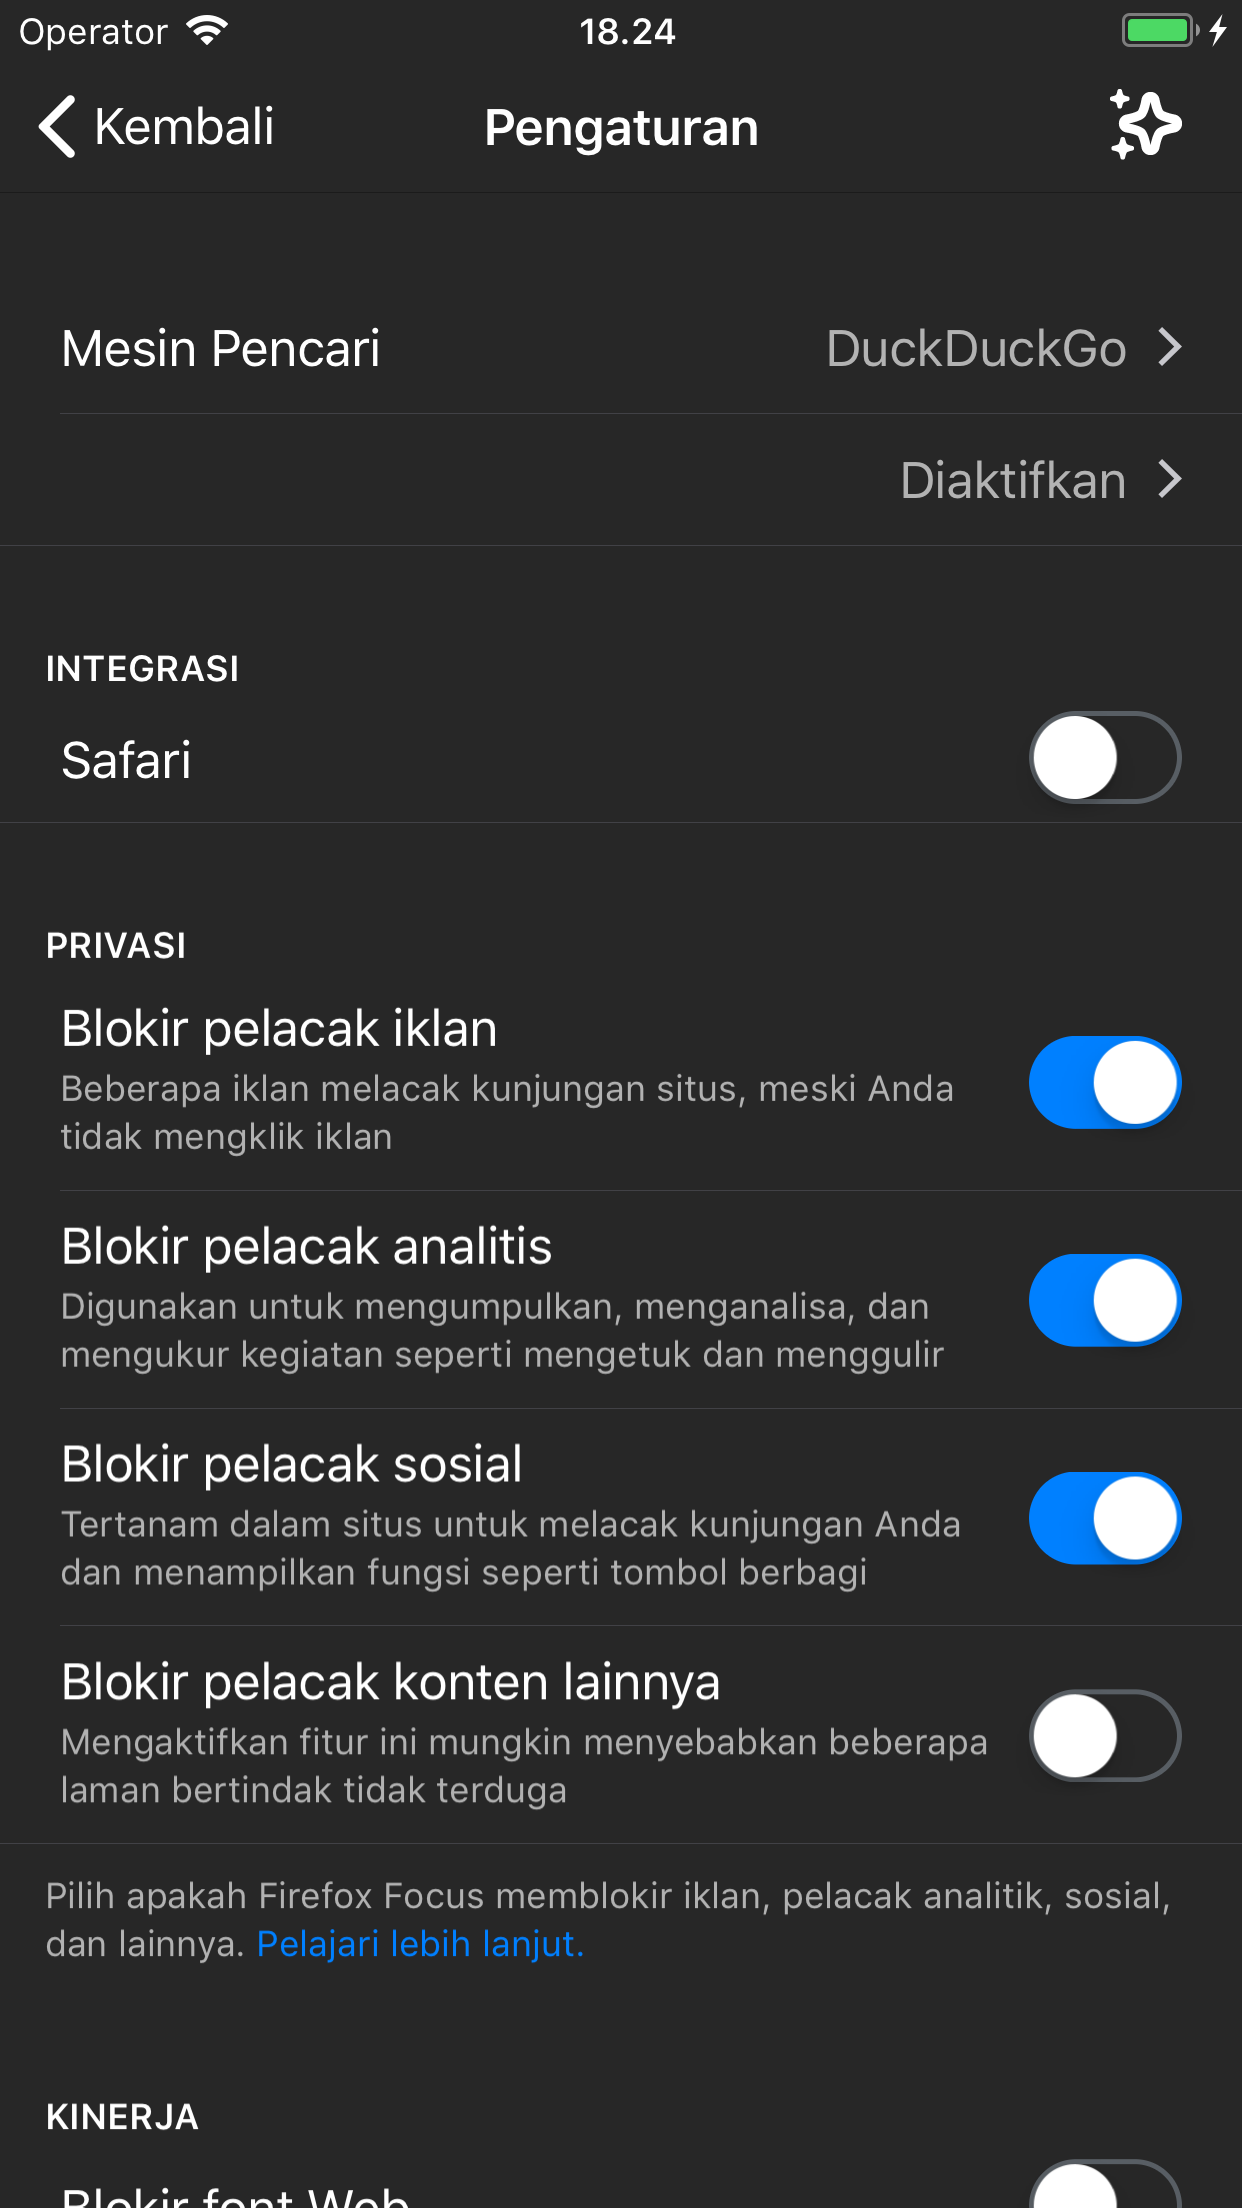 Operator
18.24
Kembali
Pengaturan
Mesin Pencari
DuckDuckGo
Diaktifkan
INTEGRASI
Safari
PRIVASI
Blokir pelacak iklan
Beberapa iklan melacak kunjungan situs, meski Anda
tidak mengklik iklan
Blokir pelacak analitis
Digunakan untuk mengumpulkan, menganalisa, dan
mengukur kegiatan seperti mengetuk dan menggulir
Blokir pelacak sosial
Tertanam dalam situs untuk melacak kunjungan Anda
dan menampilkan fungsi seperti tombol berbagi
Blokir pelacak konten lainnya
Mengaktifkan fitur ini mungkin menyebabkan beberapa
laman bertindak tidak terduga
Pilih apakah Firefox Focus memblokir iklan, pelacak analitik, sosial,
dan lainnya. Pelajari lebih lanjut.
KINERJA
Blokir font Web